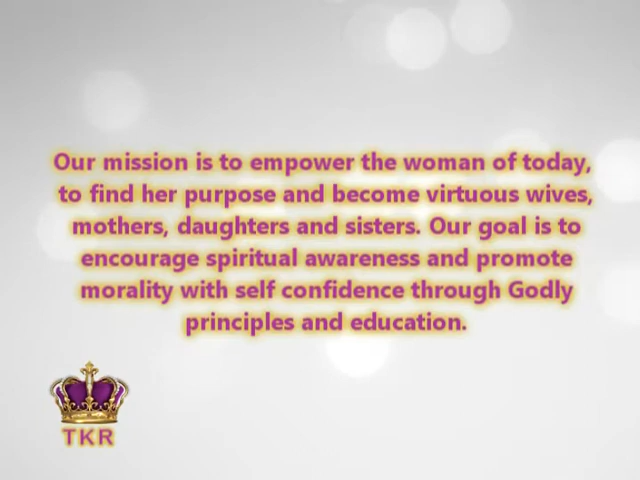 Our mission is to empower the woman of today,
to find her purpose and become virtuous wives,
mothers, daughters and sisters. Our goal is to
encourage spiritual awareness and promote
morality with self confidence through Godly
principles and education.
TKR